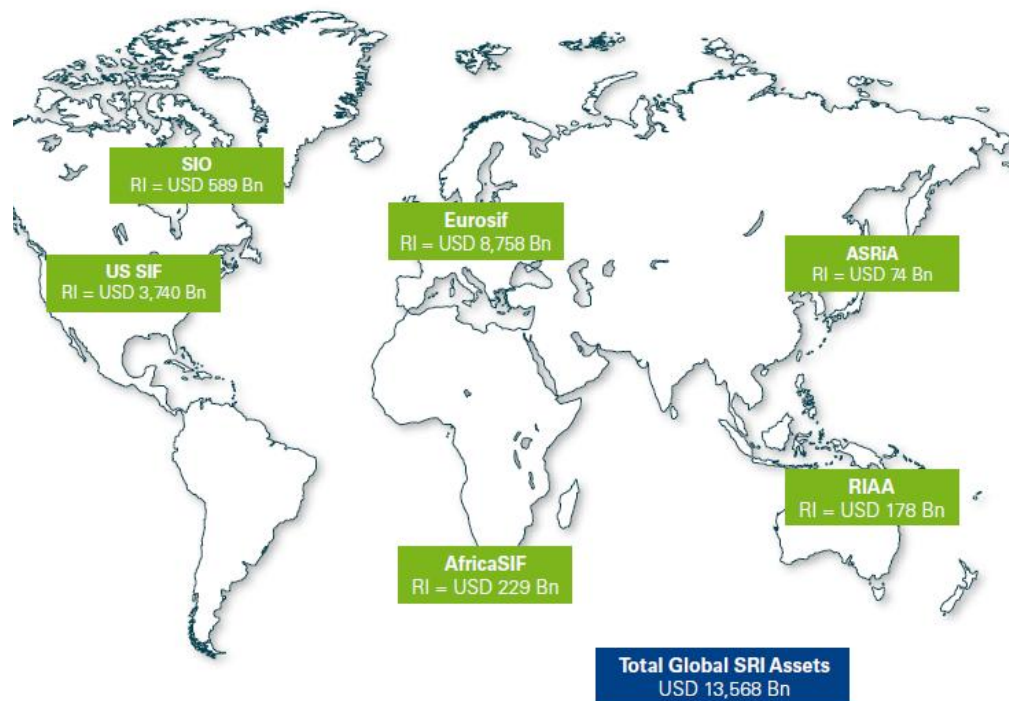 SIO
RI = USD 589 Bn
Eurosif
RI = USD 8,758 Bn
ASRiA
RI = USD 74 Bn
US SIF
RI = USD 3,740 Bn
RIAA
RI = USD 178 Bn
AfricaSIF
RI = USD 229 Bn
Total Global SRI Assets
USD 13,568 Bn